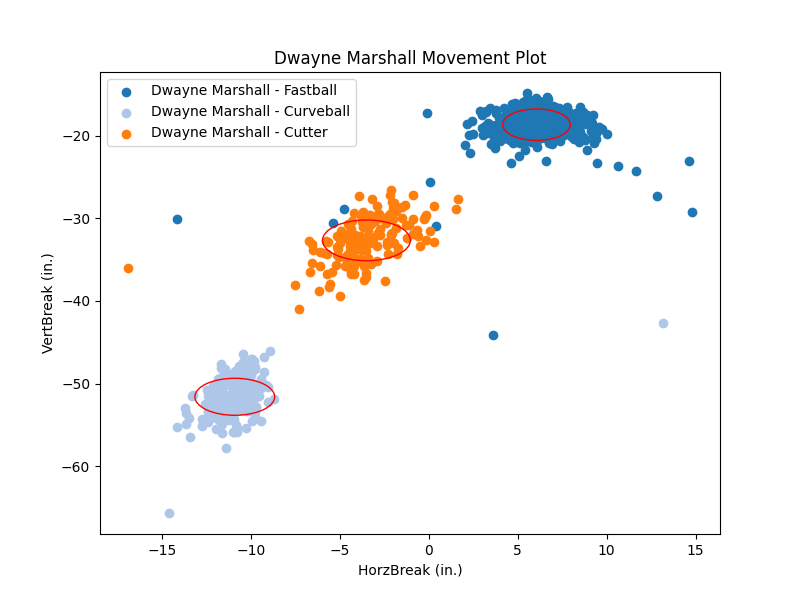 Dwayne Marshall Movement Plot
Dwayne Marshall - Fastball
Dwayne Marshall - Curveball
Dwayne Marshall - Cutter
VertBreak (in.)
−20
−30
−40
−50
−60
−15
−10
−5
0
5
10
15
HorzBreak (in.)